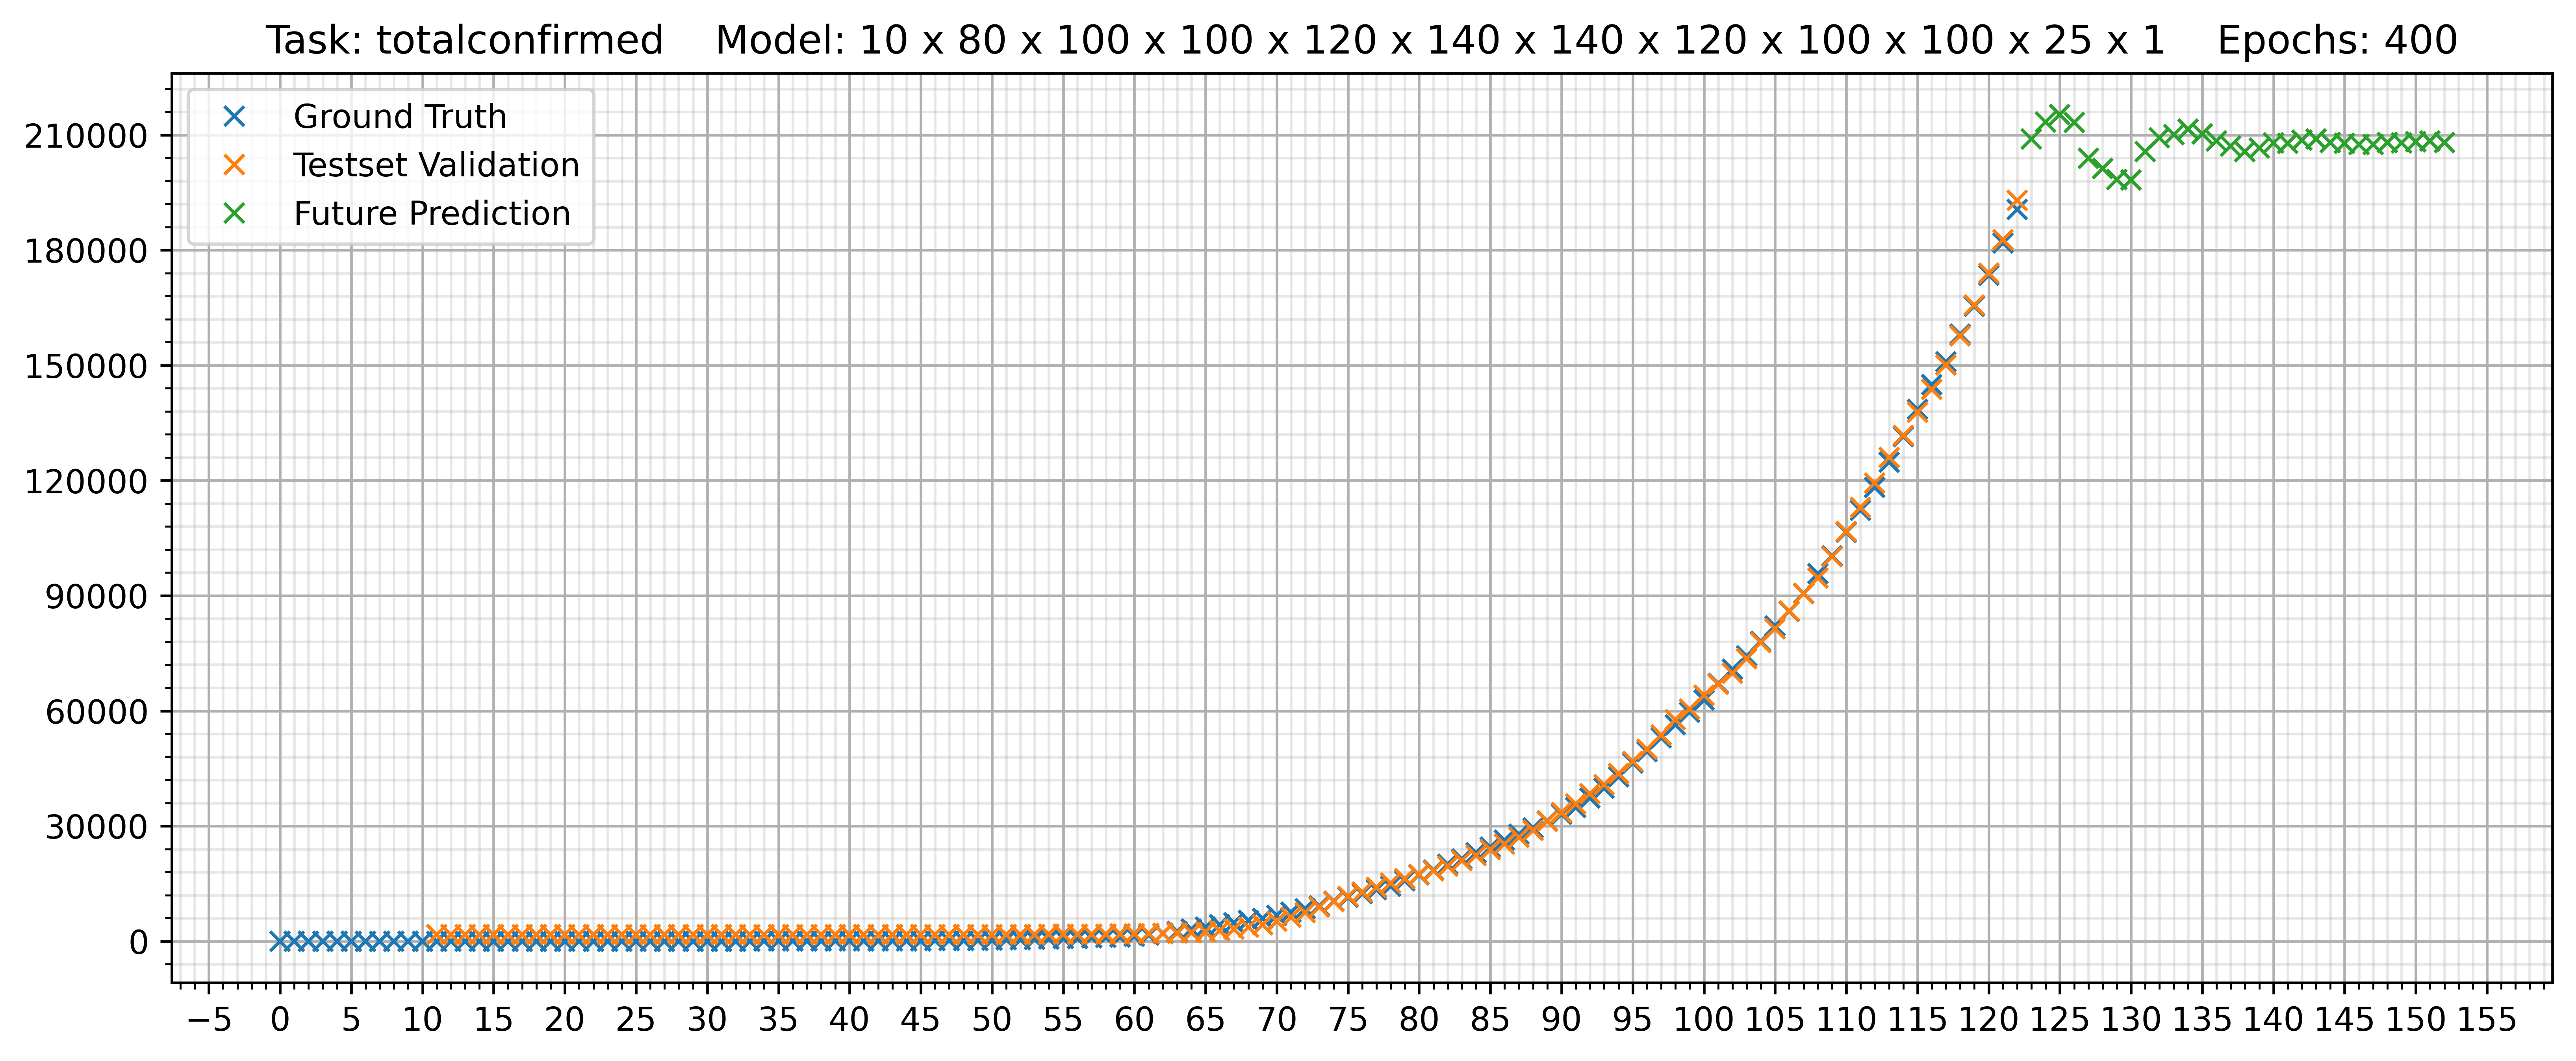 Task: totalconfirmed Model: 10 x 80 x 100 x 100 x 120 x 140 x 140 x 120 x 100 x 100 x 25 x 1 Epochs: 400
Ground Truth
Testset Validation
Future Prediction
210000
180000
150000
120000
90000
60000
30000
0
−5 0 5 10 15 20 25 30 35 40 45 50 55 60 65 70 75 80 85 90 95 100 105 110 115 120 125 130 135 140 145 150 155